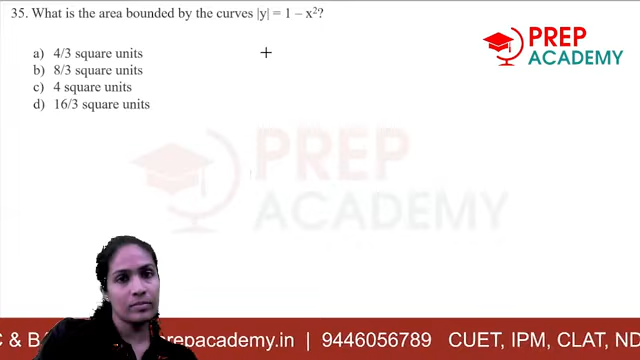 35. What is the area bounded by the curves |y| = 1 – x²?
PREP
ACADEMY
a) 4/3 square units
b) 8/3 square units
c) 4 square units
d) 16/3 square units
PREP
ACADEMY
C & B repacademy.in | 9446056789 CUET, IPM, CLAT, ND